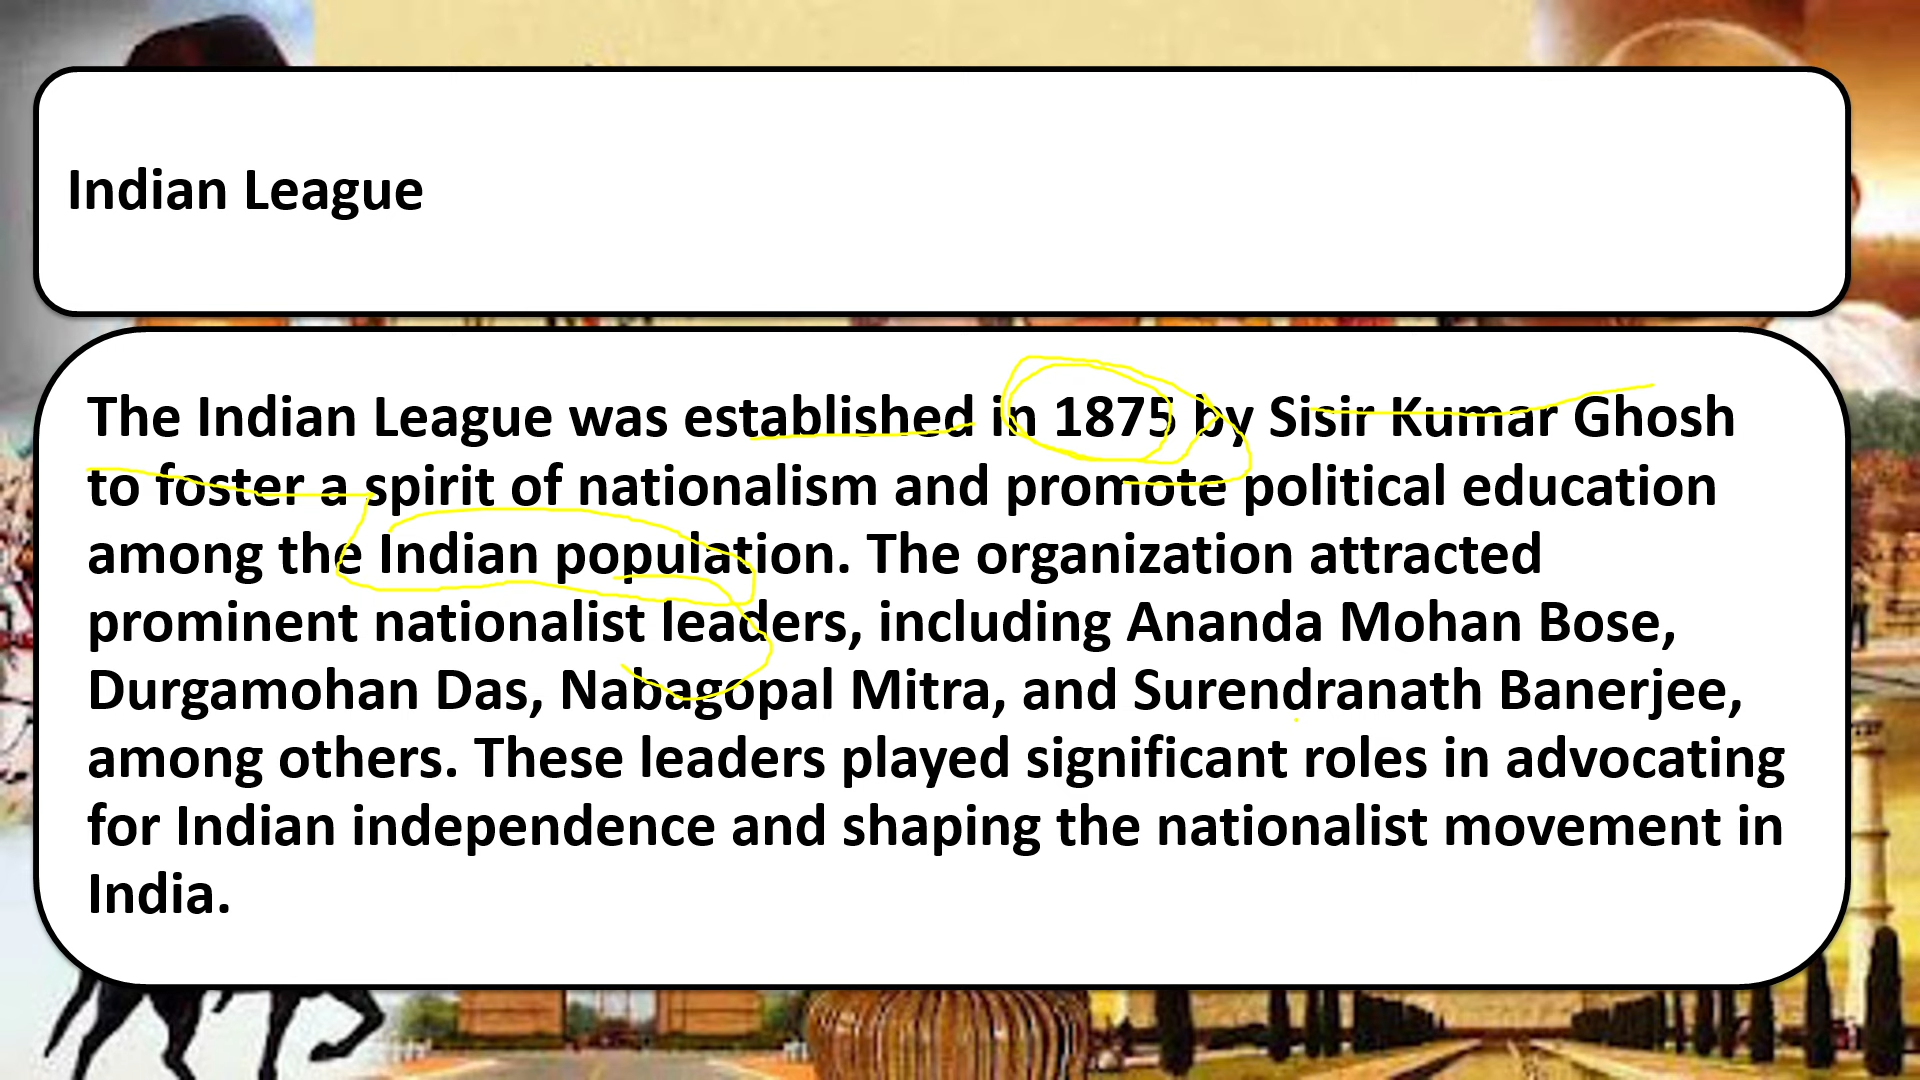 Indian League
The Indian League was established in 1875 by Sisir Kumar Ghosh
to foster a spirit of nationalism and promote political education
among the Indian population. The organization attracted
prominent nationalist leaders, including Ananda Mohan Bose,
Durgamohan Das, Nabagopal Mitra, and Surendranath Banerjee,
among others. These leaders played significant roles in advocating
for Indian independence and shaping the nationalist movement in
India.